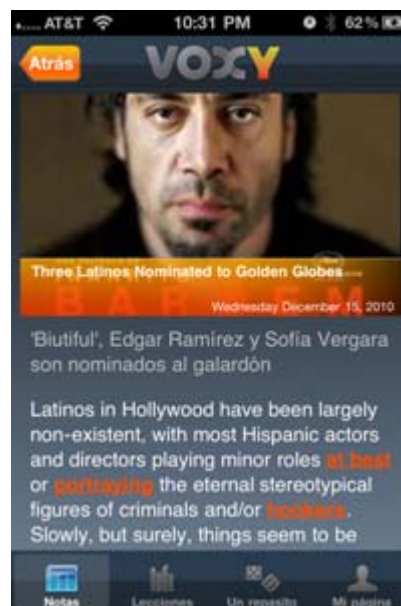 AT&T 10:31 PM 62%
Atrás VOXY
Three Latinos Nominated to Golden Globes
BARDEM
Wednesday December 15, 2010
'Biutiful', Edgar Ramírez y Sofía Vergara
son nominados al galardón
Latinos in Hollywood have been largely
non-existent, with most Hispanic actors
and directors playing minor roles at best
or portraying the eternal stereotypical
figures of criminals and/or hookers.
Slowly, but surely, things seem to be
Notas Lecciones Un repasito Mi página